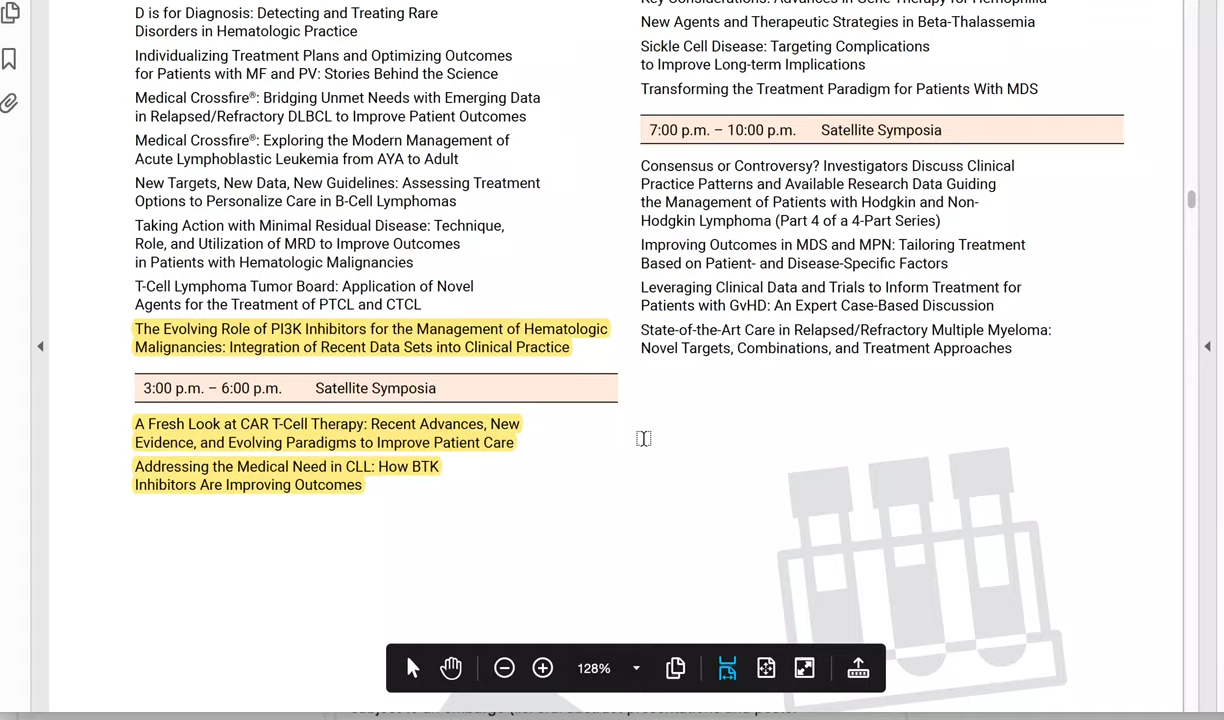 D is for Diagnosis: Detecting and Treating Rare
Disorders in Hematologic Practice
Individualizing Treatment Plans and Optimizing Outcomes
for Patients with MF and PV: Stories Behind the Science
Medical Crossfire®: Bridging Unmet Needs with Emerging Data
in Relapsed/Refractory DLBCL to Improve Patient Outcomes
Medical Crossfire®: Exploring the Modern Management of
Acute Lymphoblastic Leukemia from AYA to Adult
New Targets, New Data, New Guidelines: Assessing Treatment
Options to Personalize Care in B-Cell Lymphomas
Taking Action with Minimal Residual Disease: Technique,
Role, and Utilization of MRD to Improve Outcomes
in Patients with Hematologic Malignancies
T-Cell Lymphoma Tumor Board: Application of Novel
Agents for the Treatment of PTCL and CTCL
The Evolving Role of PI3K Inhibitors for the Management of Hematologic
Malignancies: Integration of Recent Data Sets into Clinical Practice
3:00 p.m. – 6:00 p.m. Satellite Symposia
A Fresh Look at CAR T-Cell Therapy: Recent Advances, New
Evidence, and Evolving Paradigms to Improve Patient Care
Addressing the Medical Need in CLL: How BTK
Inhibitors Are Improving Outcomes
Key Considerations: Advances in Gene Therapy for Hemophilia
New Agents and Therapeutic Strategies in Beta-Thalassemia
Sickle Cell Disease: Targeting Complications
to Improve Long-term Implications
Transforming the Treatment Paradigm for Patients With MDS
7:00 p.m. – 10:00 p.m. Satellite Symposia
Consensus or Controversy? Investigators Discuss Clinical
Practice Patterns and Available Research Data Guiding
the Management of Patients with Hodgkin and Non-
Hodgkin Lymphoma (Part 4 of a 4-Part Series)
Improving Outcomes in MDS and MPN: Tailoring Treatment
Based on Patient- and Disease-Specific Factors
Leveraging Clinical Data and Trials to Inform Treatment for
Patients with GvHD: An Expert Case-Based Discussion
State-of-the-Art Care in Relapsed/Refractory Multiple Myeloma:
Novel Targets, Combinations, and Treatment Approaches
128%